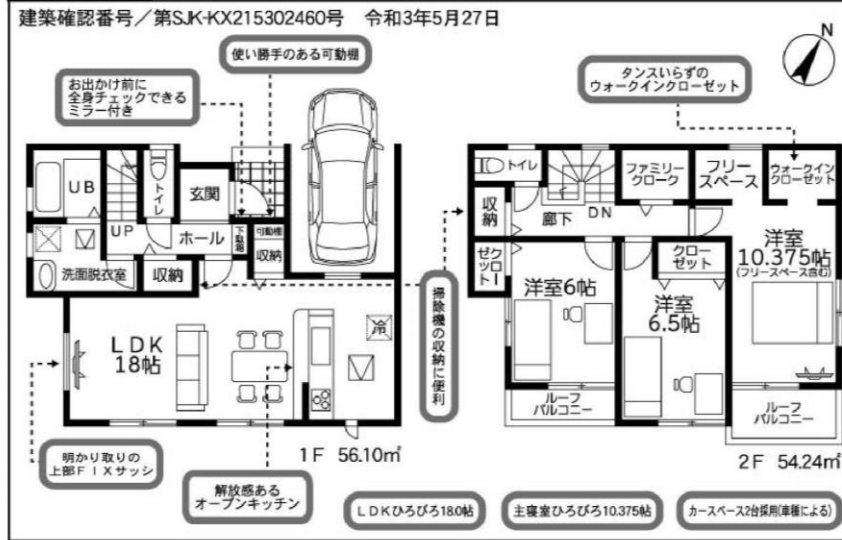 建築確認番号／第SJK-KX215302460号　令和3年5月27日
N
使い勝手のある可動棚
お出かけ前に
全身チェックできる
ミラー付き
タンスいらずの
ウォークインクローゼット
UB
トイレ
玄関
UP
ホール
下駄箱
可動棚
収納
洗面脱衣室
収納
LDK
18帖
冷
掃除機の収納に便利
トイレ
収納
廊下
DN
ファミリー
クローク
フリー
スペース
ウォークイン
クローゼット
クロー
ゼット
洋室6帖
クロー
ゼット
洋室
6.5帖
洋室
10.375帖
(フリースペース含む)
ルーフ
バルコニー
ルーフ
バルコニー
明かり取りの
上部ＦＩＸサッシ
解放感ある
オープンキッチン
1F 56.10㎡
2F 54.24㎡
LDKひろびろ18.0帖
主寝室ひろびろ10.375帖
カースペース2台採用(車種による)